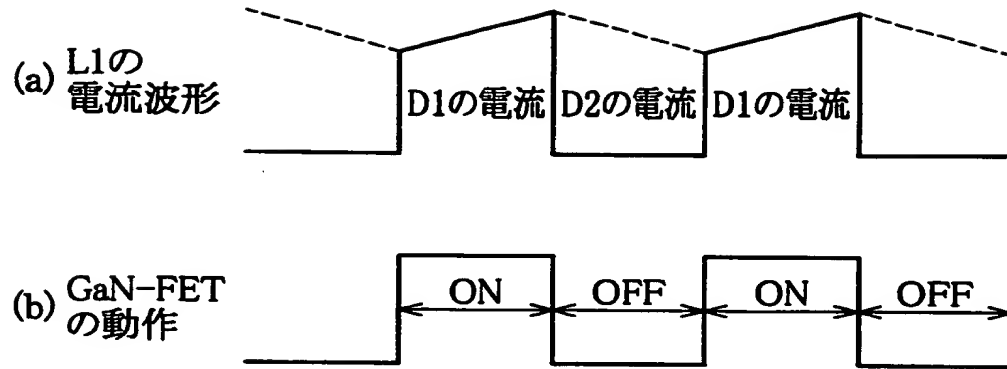 (a) L1の
電流波形
D1の電流 D2の電流 D1の電流
(b) GaN-FET
の動作
ON OFF ON OFF